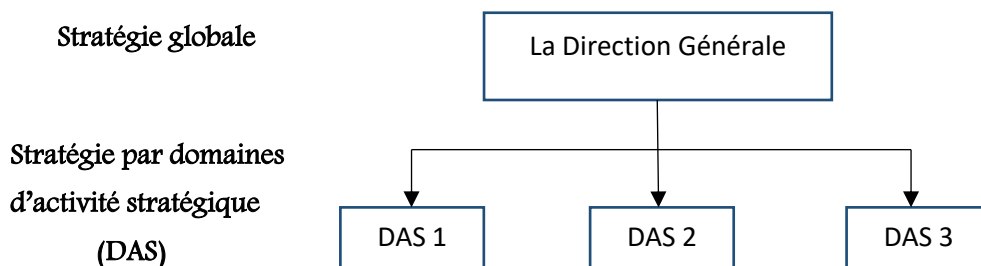 Stratégie globale
La Direction Générale
Stratégie par domaines
d'activité stratégique
(DAS)
DAS 1
DAS 2
DAS 3